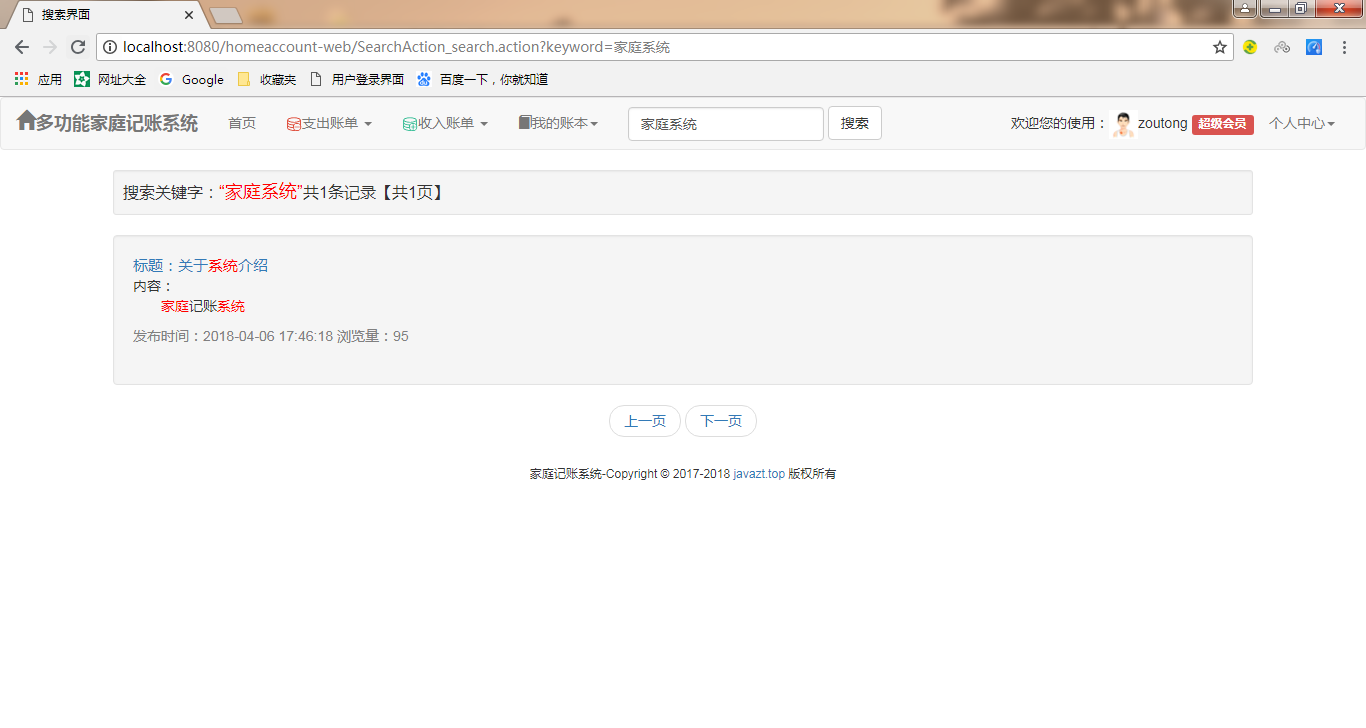 搜索界面
localhost:8080/homeaccount-web/SearchAction_search.action?keyword=家庭系统
应用 网址大全 Google 收藏夹 用户登录界面 百度一下，你就知道
多功能家庭记账系统 首页 支出账单 收入账单 我的账本 家庭系统 搜索 欢迎您的使用： zoutong 超级会员 个人中心
搜索关键字：“家庭系统”共1条记录【共1页】
标题：关于系统介绍
内容：
家庭记账系统
发布时间：2018-04-06 17:46:18 浏览量：95
上一页 下一页
家庭记账系统-Copyright © 2017-2018 javazt.top 版权所有